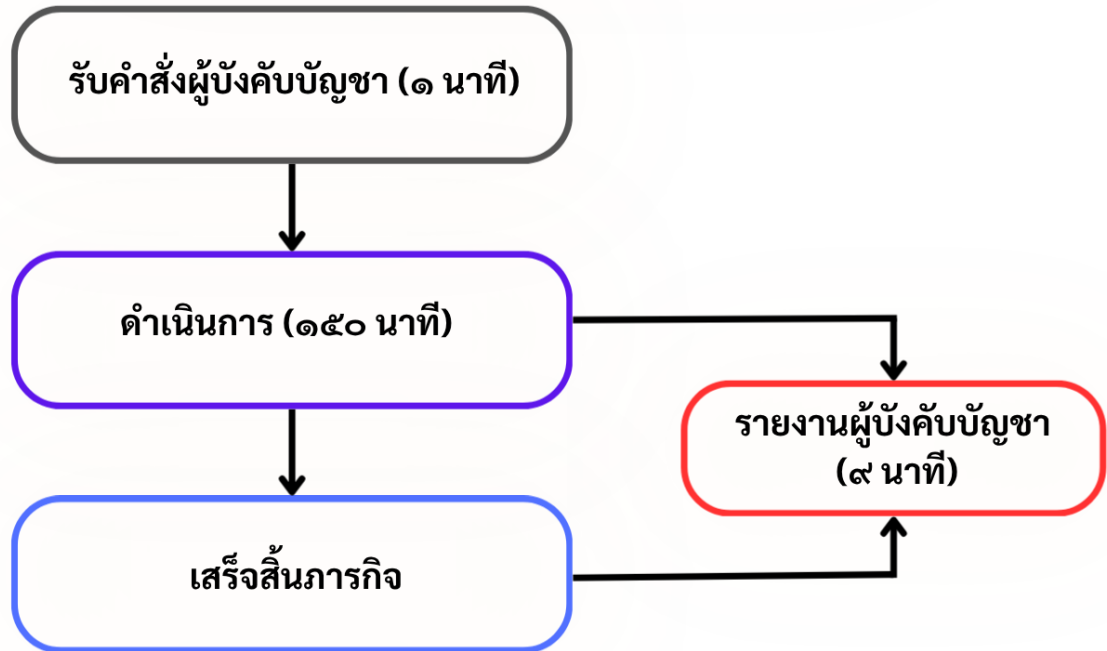 รับคำสั่งผู้บังคับบัญชา (๑ นาที)
ดำเนินการ (๑๕๐ นาที)
รายงานผู้บังคับบัญชา
(๙ นาที)
เสร็จสิ้นภารกิจ